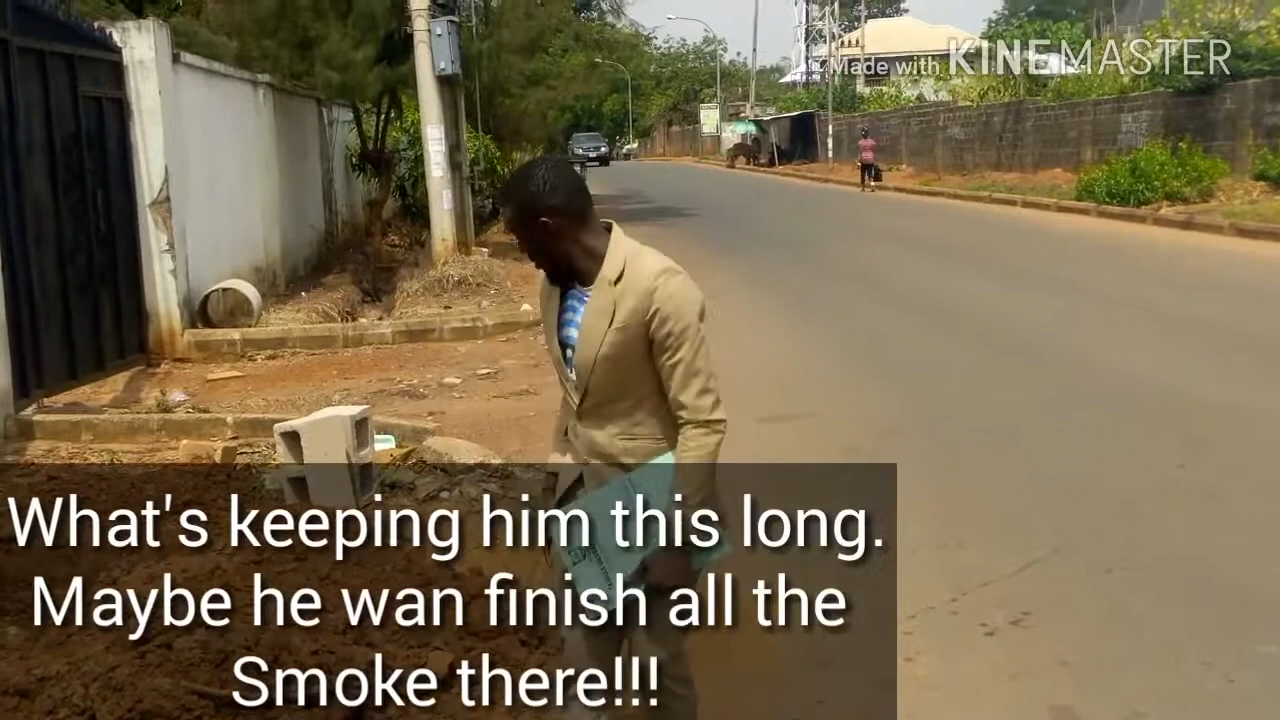 Made with KINEMASTER
What's keeping him this long.
Maybe he wan finish all the
Smoke there!!!